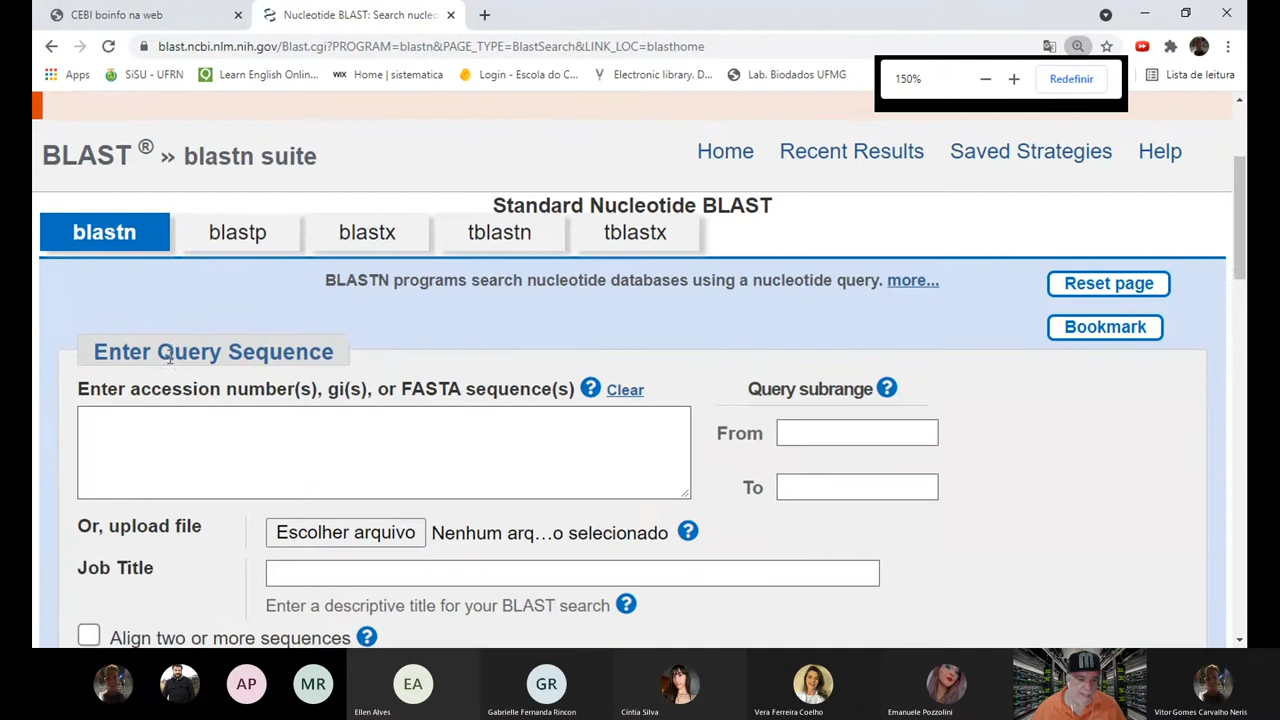 CEBI boinfo na web
Nucleotide BLAST: Search nucleo
blast.ncbi.nlm.nih.gov/Blast.cgi?PROGRAM=blastn&PAGE_TYPE=BlastSearch&LINK_LOC=blasthome
Apps SiSU - UFRN Learn English Onlin... WIX Home | sistematica Login - Escola do C... Electronic library. D... Lab. Biodados UFMG Lista de leitura
150% Redefinir
BLAST ® » blastn suite Home Recent Results Saved Strategies Help
Standard Nucleotide BLAST
blastn blastp blastx tblastn tblastx
BLASTN programs search nucleotide databases using a nucleotide query. more...
Reset page
Bookmark
Enter Query Sequence
Enter accession number(s), gi(s), or FASTA sequence(s) ? Clear Query subrange ?
From
To
Or, upload file Escolher arquivo Nenhum arq...o selecionado ?
Job Title
Enter a descriptive title for your BLAST search ?
Align two or more sequences ?
AP MR EA GR
Ellen Alves Gabrielle Fernanda Rincon Cintia Silva Vera Ferreira Coelho Emanuele Pozzolini Vitor Gomes Carvalho Neris